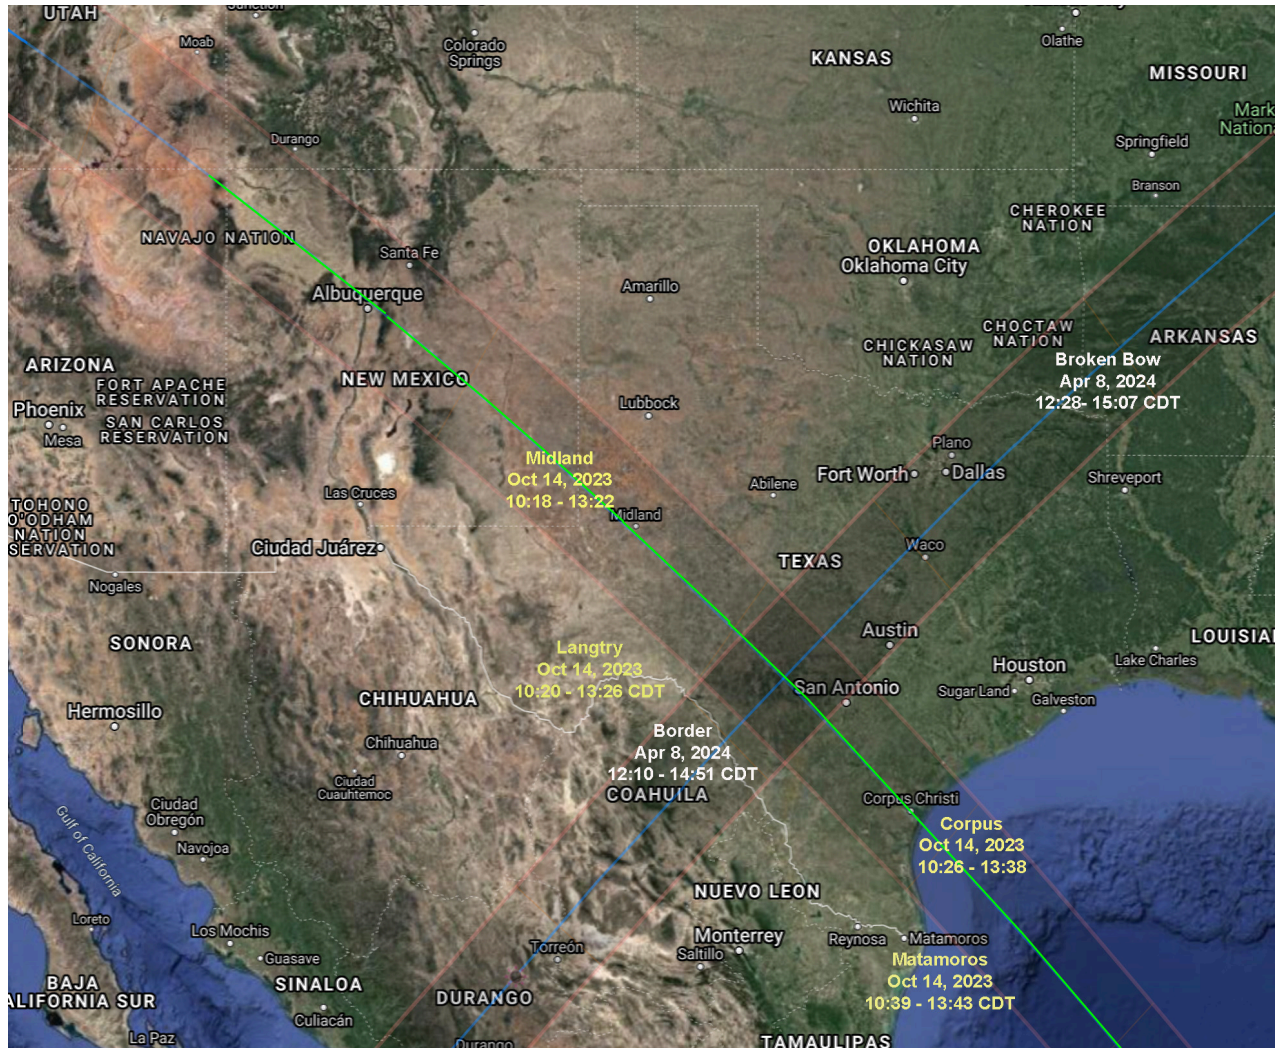 UTAH
Moab
Colorado
Springs
KANSAS
Olathe
MISSOURI
Wichita
Mark
Nation
Durango
Springfield
Branson
NAVAJO NATION
CHEROKEE
NATION
Santa Fe
OKLAHOMA
Oklahoma City
Albuquerque
Amarillo
CHOCTAW
NATION
ARKANSAS
CHICKASAW
NATION
Broken Bow
Apr 8, 2024
12:28- 15:07 CDT
ARIZONA
NEW MEXICO
FORT APACHE
RESERVATION
Phoenix
Mesa
SAN CARLOS
RESERVATION
Lubbock
Plano
Fort Worth
Dallas
Midland
Oct 14, 2023
10:18 - 13:22
Abilene
Shreveport
Las Cruces
TOHONO
O'ODHAM
NATION
SERVATION
Midland
Ciudad Juárez
Waco
TEXAS
Nogales
SONORA
Austin
LOUISIA
Langtry
Oct 14, 2023
10:20 - 13:26 CDT
Houston
Lake Charles
Sugar Land
Galveston
San Antonio
CHIHUAHUA
Hermosillo
Chihuahua
Border
Apr 8, 2024
12:10 - 14:51 CDT
COAHUILA
Ciudad
Cuauhtemoc
Ciudad
Obregón
Navojoa
Gulf of California
Corpus Christi
Corpus
Oct 14, 2023
10:26 - 13:38
NUEVO LEON
Loreto
Los Mochis
Guasave
Torreón
Monterrey
Saltillo
Reynosa
Matamoros
Matamoros
Oct 14, 2023
10:39 - 13:43 CDT
BAJA
ALIFORNIA SUR
SINALOA
Culiacán
DURANGO
La Paz
Durango
TAMAULIPAS